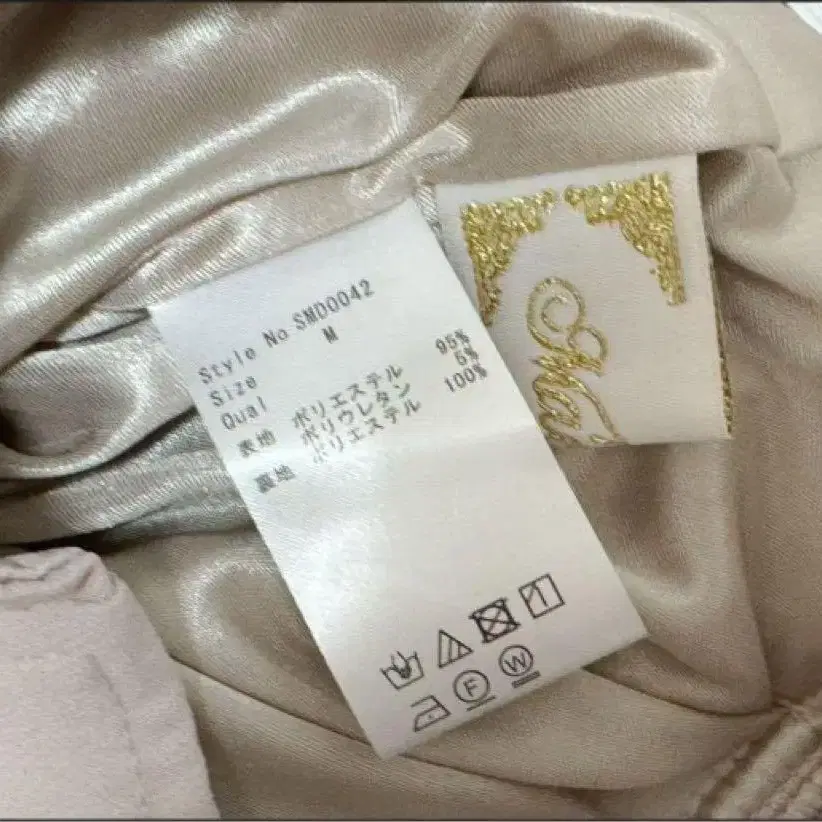 Style No SMD0042
Size M
Qual
表地 ポリエステル 95%
ポリウレタン 5%
裏地 ポリエステル 100%
F W